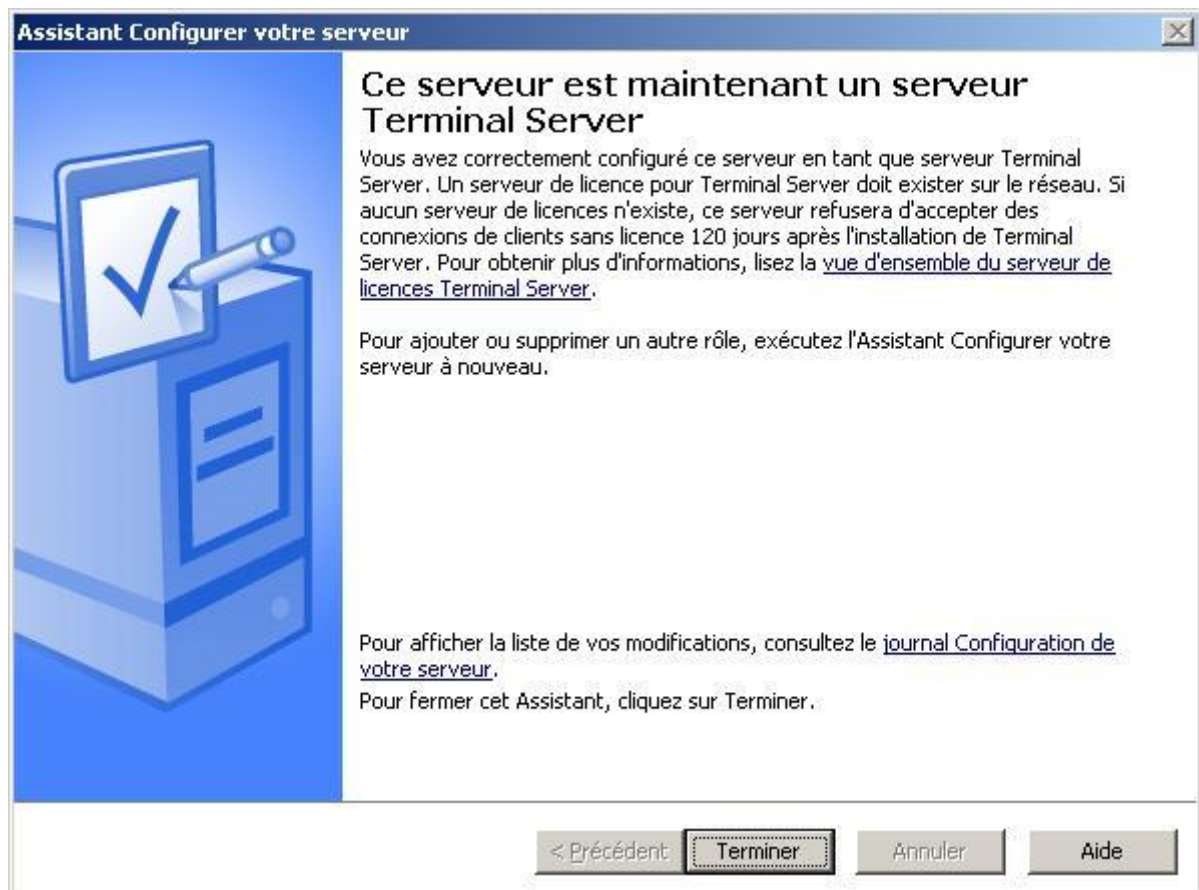 Assistant Configurer votre serveur
Ce serveur est maintenant un serveur
Terminal Server
Vous avez correctement configuré ce serveur en tant que serveur Terminal
Server. Un serveur de licence pour Terminal Server doit exister sur le réseau. Si
aucun serveur de licences n'existe, ce serveur refusera d'accepter des
connexions de clients sans licence 120 jours après l'installation de Terminal
Server. Pour obtenir plus d'informations, lisez la vue d'ensemble du serveur de
licences Terminal Server.
Pour ajouter ou supprimer un autre rôle, exécutez l'Assistant Configurer votre
serveur à nouveau.
Pour afficher la liste de vos modifications, consultez le journal Configuration de
votre serveur.
Pour fermer cet Assistant, cliquez sur Terminer.
< Précédent Terminer Annuler Aide